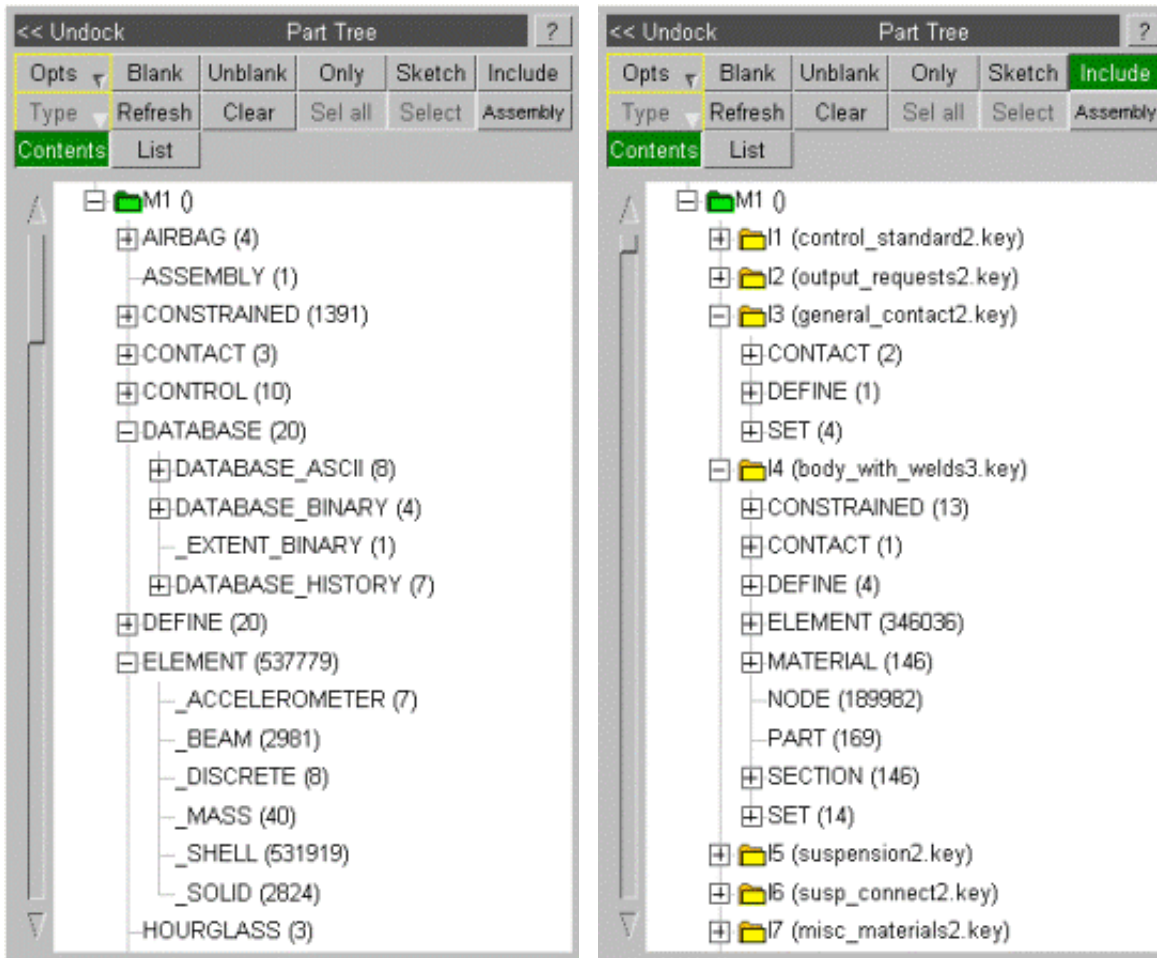 << Undock Part Tree ?
Opts Blank Unblank Only Sketch Include
Type Refresh Clear Sel all Select Assembly
Contents List
M1 ()
AIRBAG (4)
ASSEMBLY (1)
CONSTRAINED (1391)
CONTACT (3)
CONTROL (10)
DATABASE (20)
DATABASE_ASCII (8)
DATABASE_BINARY (4)
_EXTENT_BINARY (1)
DATABASE_HISTORY (7)
DEFINE (20)
ELEMENT (537779)
_ACCELEROMETER (7)
_BEAM (2981)
_DISCRETE (8)
_MASS (40)
_SHELL (531919)
_SOLID (2824)
HOURGLASS (3)
<< Undock Part Tree ?
Opts Blank Unblank Only Sketch Include
Type Refresh Clear Sel all Select Assembly
Contents List
M1 ()
I1 (control_standard2.key)
I2 (output_requests2.key)
I3 (general_contact2.key)
CONTACT (2)
DEFINE (1)
SET (4)
I4 (body_with_welds3.key)
CONSTRAINED (13)
CONTACT (1)
DEFINE (4)
ELEMENT (346036)
MATERIAL (146)
NODE (189982)
PART (169)
SECTION (146)
SET (14)
I5 (suspension2.key)
I6 (susp_connect2.key)
I7 (misc_materials2.key)